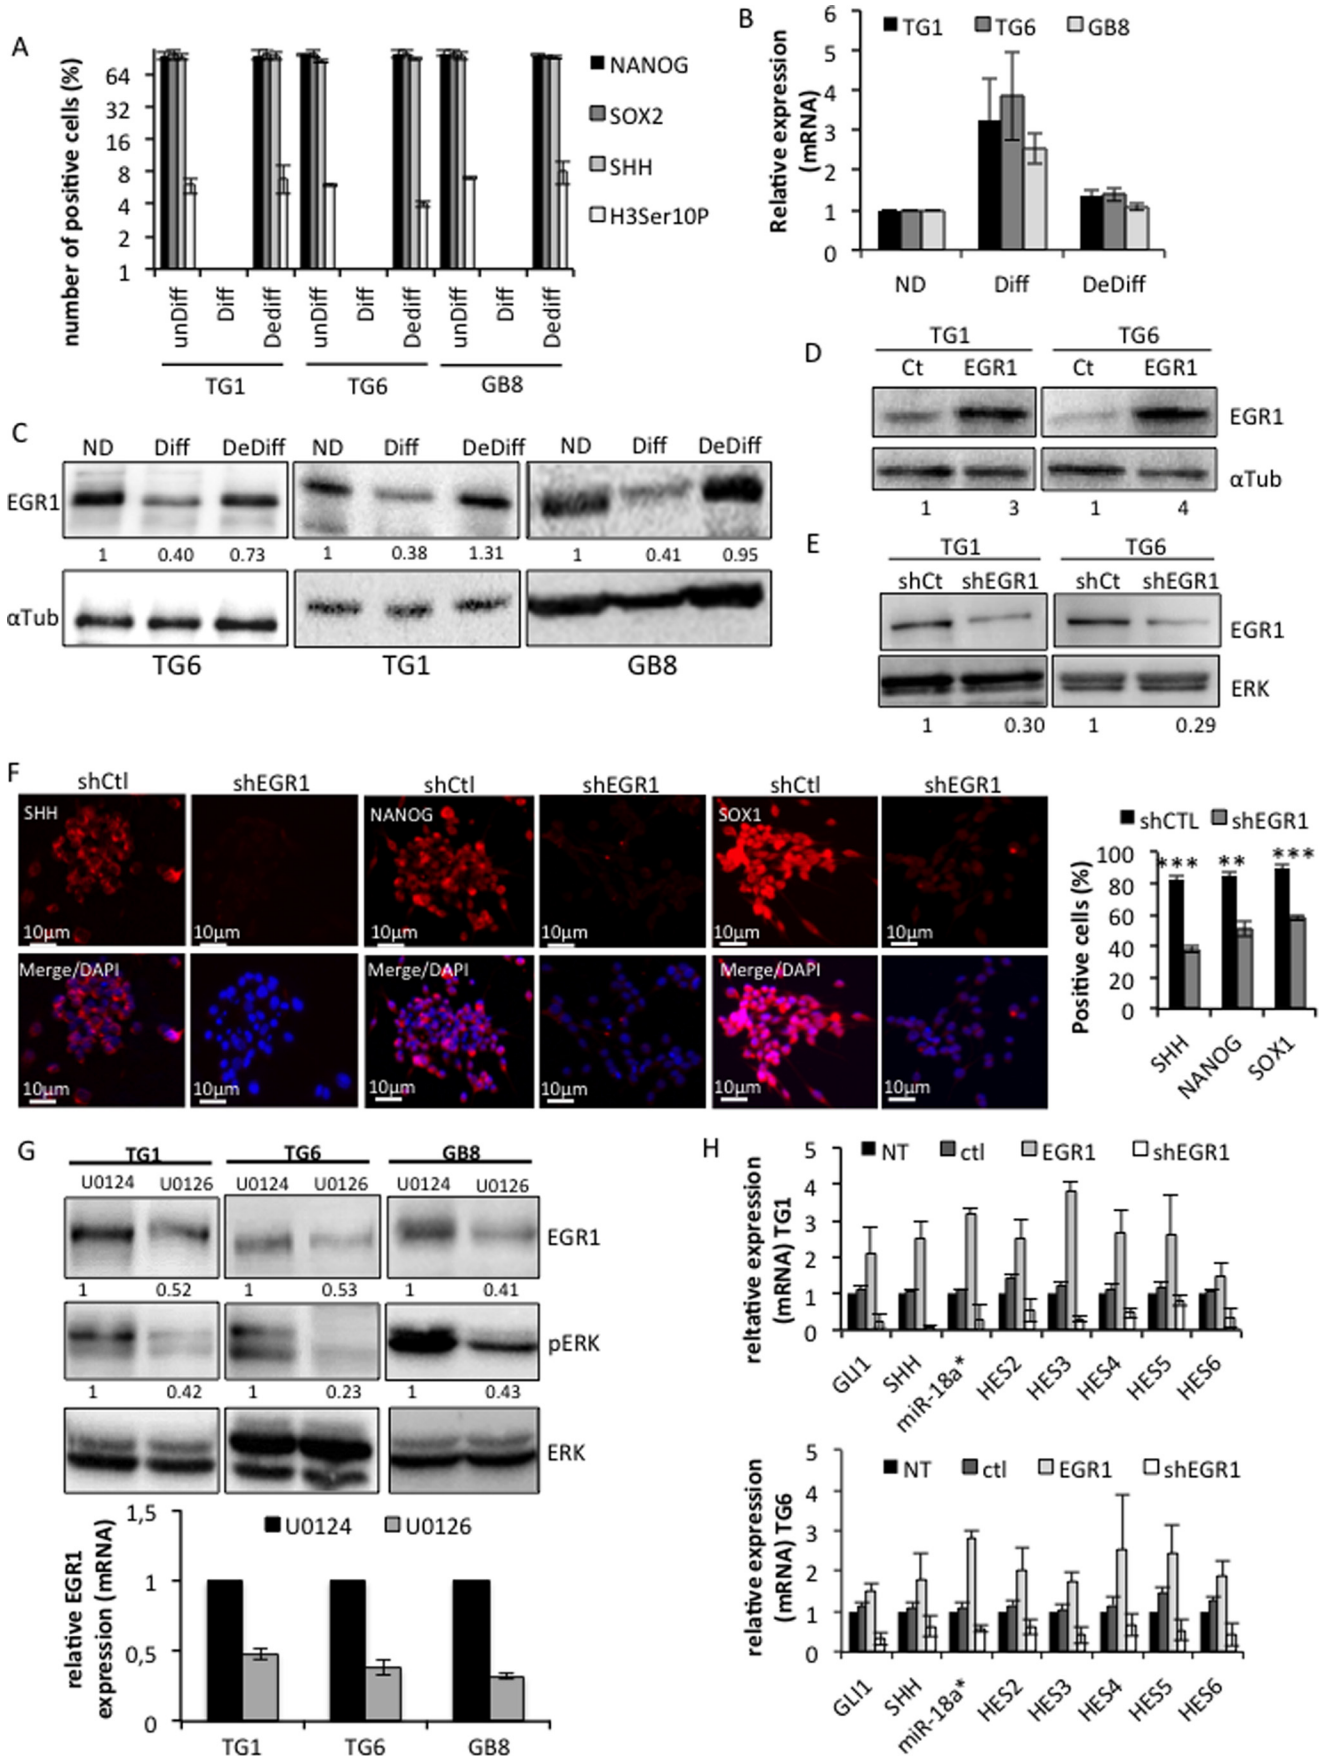 A
number of positive cells (%)
64
32
16
8
4
2
1
NANOG
SOX2
SHH
H3Ser10P
unDiff Diff Dediff unDiff Diff Dediff unDiff Diff Dediff
TG1 TG6 GB8
B
Relative expression
(mRNA)
6
5
4
3
2
1
0
TG1 TG6 GB8
ND Diff DeDiff
C
ND Diff DeDiff ND Diff DeDiff ND Diff DeDiff
EGR1
1 0.40 0.73 1 0.38 1.31 1 0.41 0.95
αTub
TG6 TG1 GB8
D
TG1 TG6
Ct EGR1 Ct EGR1
EGR1
αTub
1 3 1 4
E
TG1 TG6
shCt shEGR1 shCt shEGR1
EGR1
ERK
1 0.30 1 0.29
F
shCtl shEGR1 shCtl shEGR1 shCtl shEGR1
SHH NANOG SOX1
10µm 10µm 10µm 10µm 10µm 10µm
Merge/DAPI Merge/DAPI Merge/DAPI
10µm 10µm 10µm 10µm 10µm 10µm
shCTL shEGR1
Positive cells (%)
100
80
60
40
20
0
*** ** ***
SHH NANOG SOX1
G
TG1 TG6 GB8
U0124 U0126 U0124 U0126 U0124 U0126
EGR1
1 0.52 1 0.53 1 0.41
pERK
1 0.42 1 0.23 1 0.43
ERK
relative EGR1
expression (mRNA)
1,5
1
0,5
0
U0124 U0126
TG1 TG6 GB8
H
reltative expression
(mRNA) TG1
5
4
3
2
1
0
NT ctl EGR1 shEGR1
GLI1 SHH miR-18a* HES2 HES3 HES4 HES5 HES6
relative expression
(mRNA) TG6
5
4
3
2
1
0
NT ctl EGR1 shEGR1
GLI1 SHH miR-18a* HES2 HES3 HES4 HES5 HES6